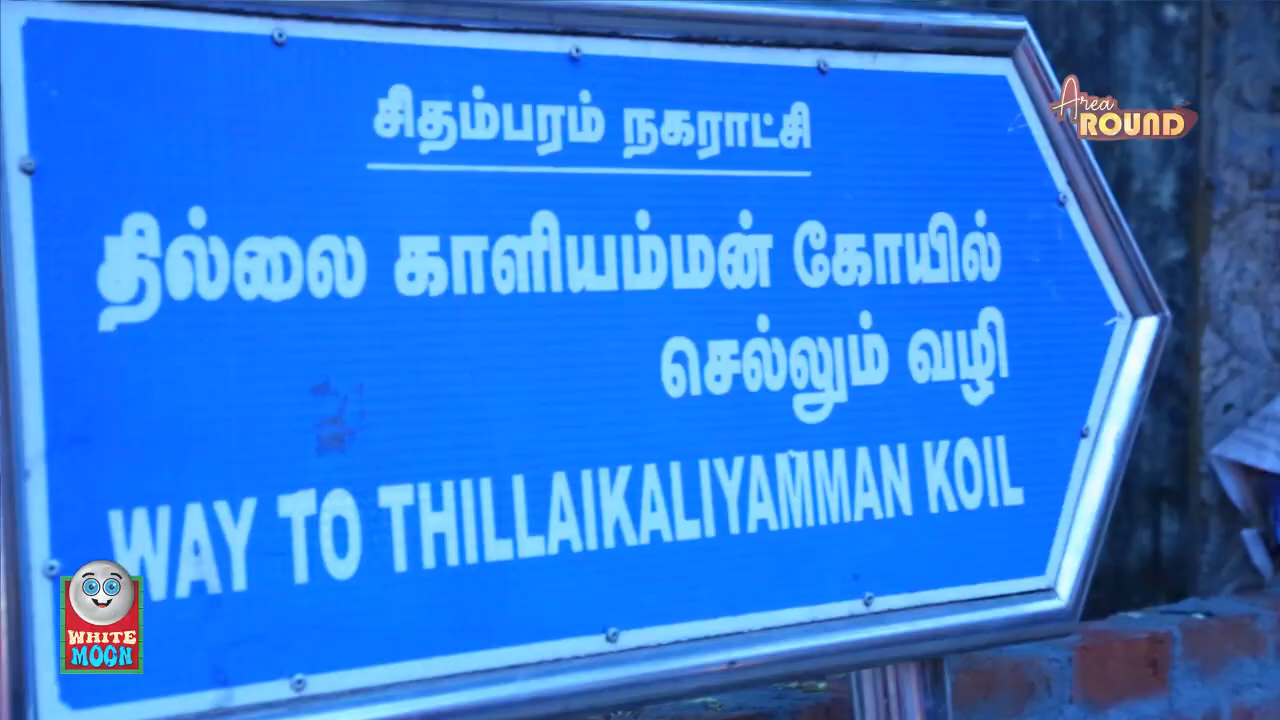 Area
ROUND
சிதம்பரம் நகராட்சி
தில்லை காளியம்மன் கோயில்
செல்லும் வழி
WAY TO THILLAIKALIYAMMAN KOIL
WHITE
MOON